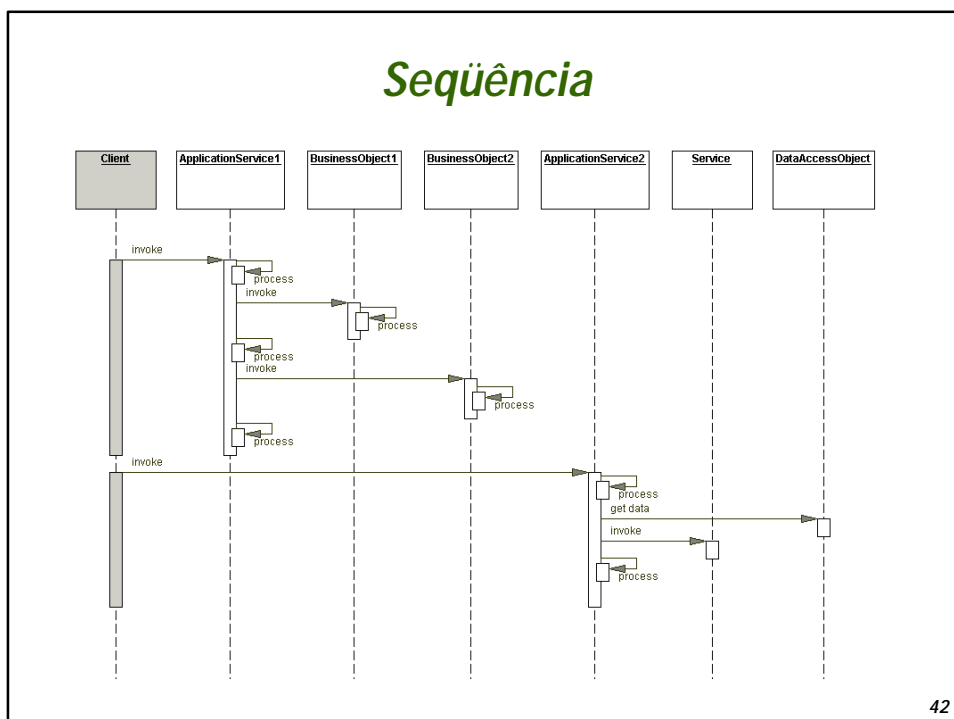 Seqüência
Client ApplicationService1 BusinessObject1 BusinessObject2 ApplicationService2 Service DataAccessObject
invoke
process
invoke
process
process
invoke
process
process
invoke
process
get data
invoke
process
42